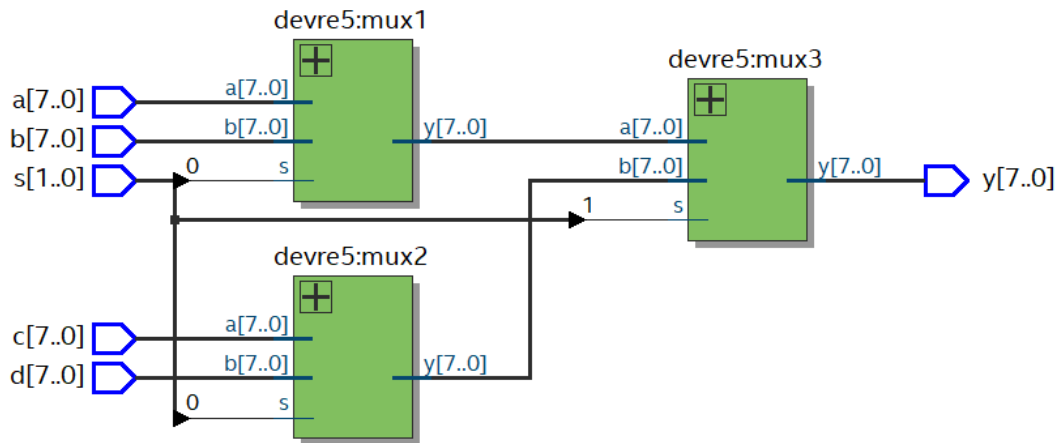 devre5:mux1
a[7..0] a[7..0]
b[7..0] b[7..0] y[7..0]
s[1..0] 0 s
devre5:mux3
a[7..0]
b[7..0] y[7..0] y[7..0]
1 s
devre5:mux2
c[7..0] a[7..0]
d[7..0] b[7..0] y[7..0]
0 s